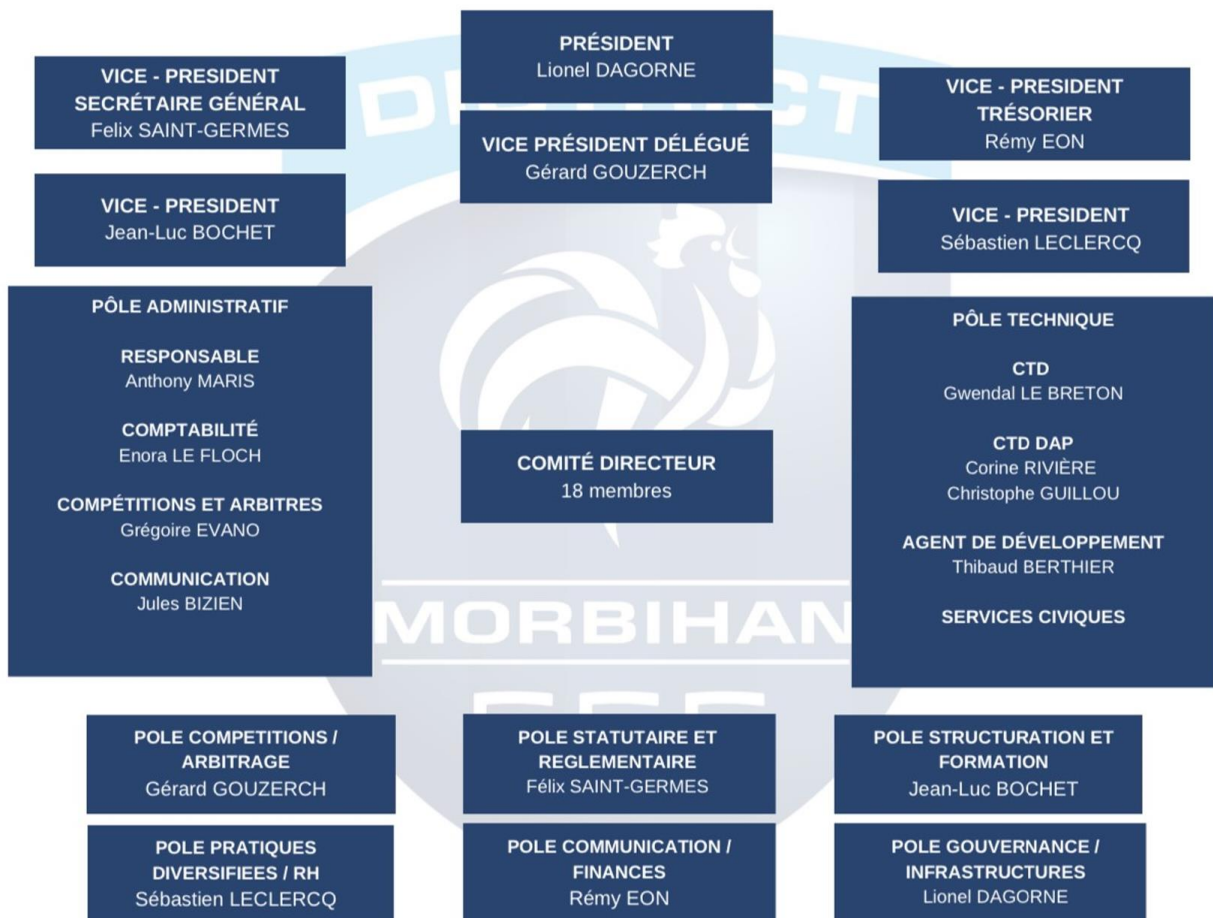 PRÉSIDENT
Lionel DAGORNE
VICE - PRESIDENT
SECRÉTAIRE GÉNÉRAL
Felix SAINT-GERMES
VICE PRÉSIDENT DÉLÉGUÉ
Gérard GOUZERCH
VICE - PRESIDENT
TRÉSORIER
Rémy EON
VICE - PRESIDENT
Jean-Luc BOCHET
VICE - PRESIDENT
Sébastien LECLERCQ
PÔLE ADMINISTRATIF
RESPONSABLE
Anthony MARIS
COMPTABILITÉ
Enora LE FLOCH
COMPÉTITIONS ET ARBITRES
Grégoire EVANO
COMMUNICATION
Jules BIZIEN
COMITÉ DIRECTEUR
18 membres
PÔLE TECHNIQUE
CTD
Gwendal LE BRETON
CTD DAP
Corine RIVIÈRE
Christophe GUILLOU
AGENT DE DÉVELOPPEMENT
Thibaud BERTHIER
SERVICES CIVIQUES
MORBIHAN
POLE COMPETITIONS /
ARBITRAGE
Gérard GOUZERCH
POLE STATUTAIRE ET
REGLEMENTAIRE
Félix SAINT-GERMES
POLE STRUCTURATION ET
FORMATION
Jean-Luc BOCHET
POLE PRATIQUES
DIVERSIFIEES / RH
Sébastien LECLERCQ
POLE COMMUNICATION /
FINANCES
Rémy EON
POLE GOUVERNANCE /
INFRASTRUCTURES
Lionel DAGORNE